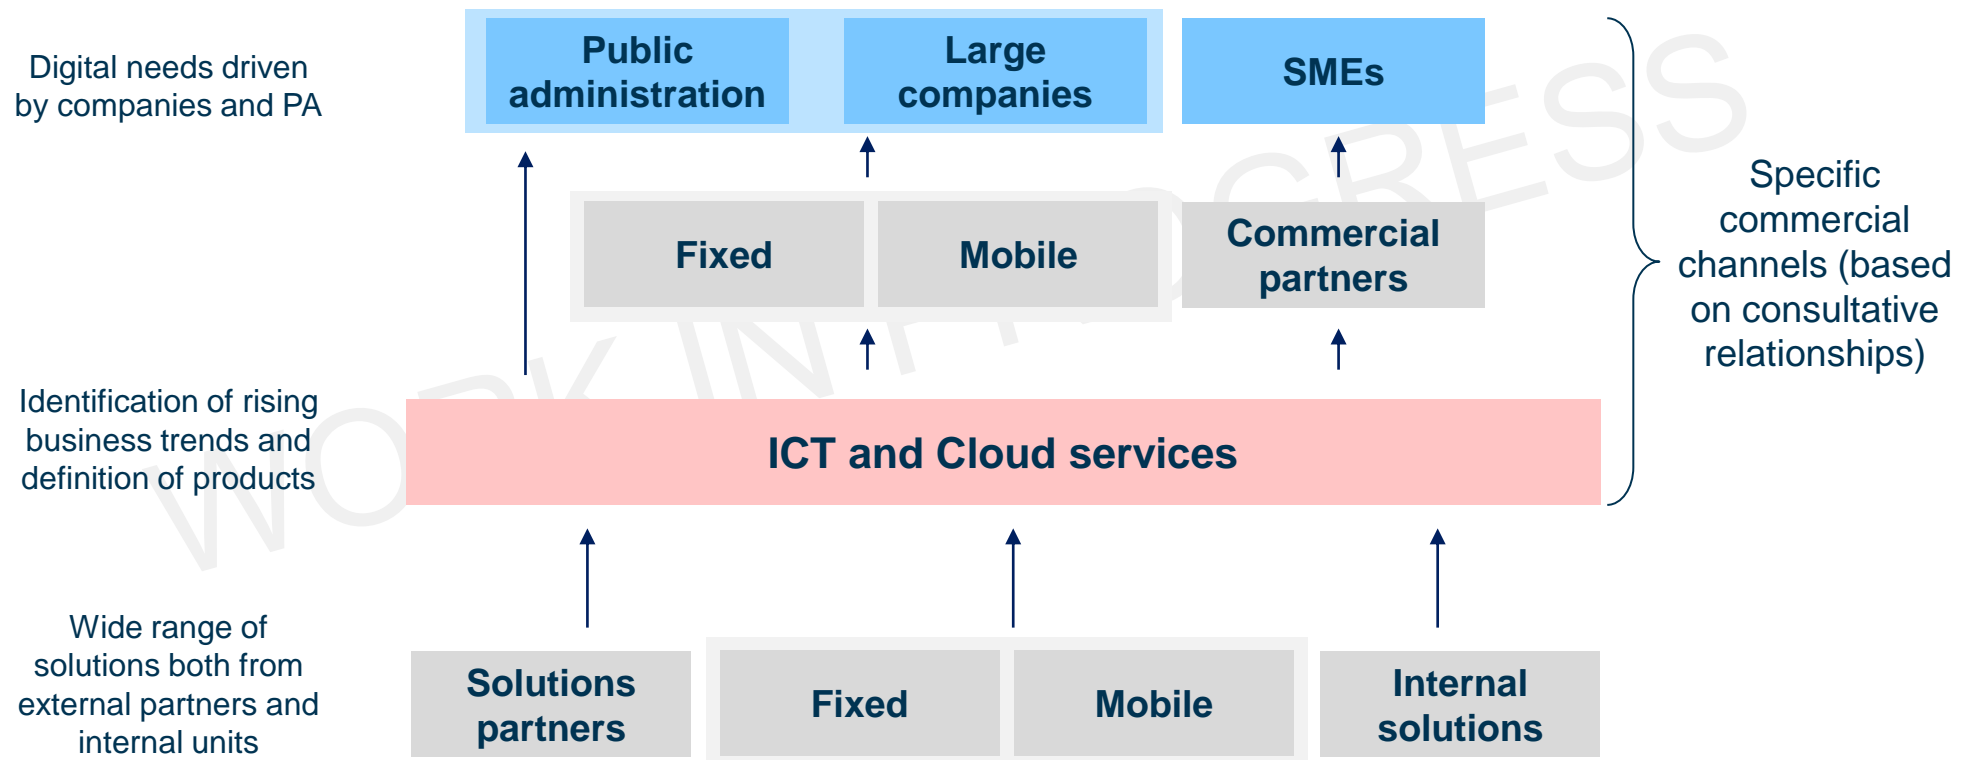 Digital needs driven
by companies and PA
Public
administration
Large
companies
SMEs
Fixed
Mobile
Commercial
partners
Specific
commercial
channels (based
on consultative
relationships)
Identification of rising
business trends and
definition of products
ICT and Cloud services
Wide range of
solutions both from
external partners and
internal units
Solutions
partners
Fixed
Mobile
Internal
solutions
WORK IN PROGRESS